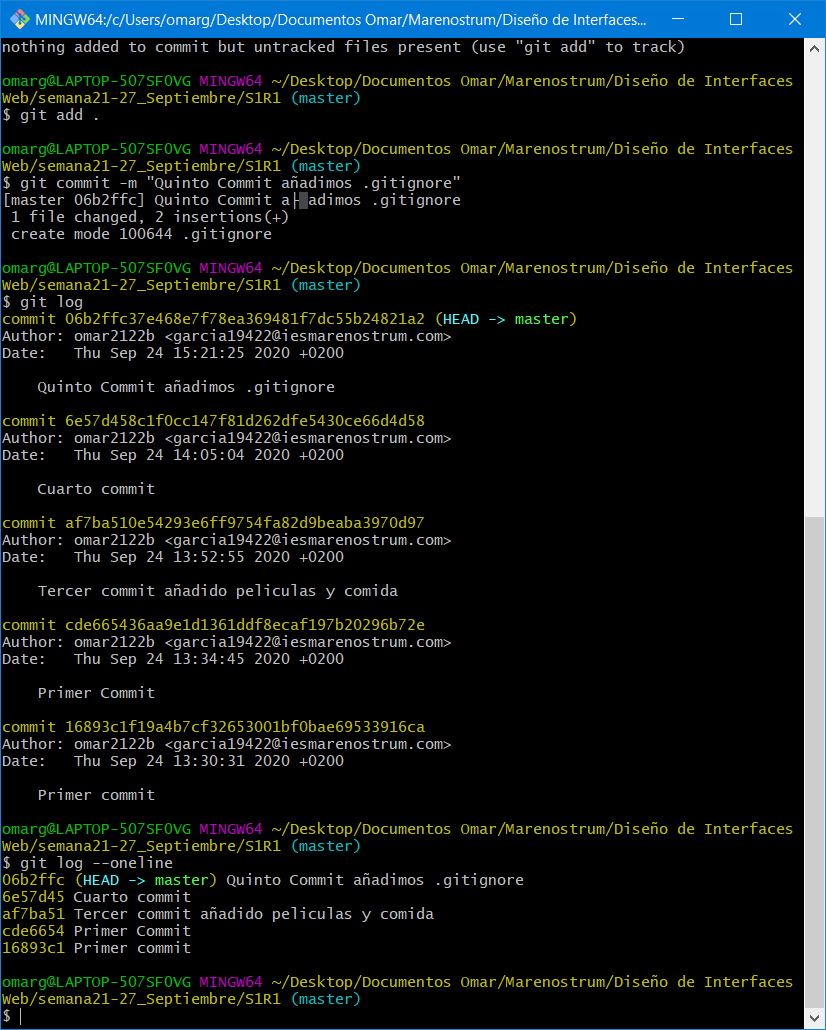 MINGW64:/c/Users/omarg/Desktop/Documentos Omar/Marenostrum/Diseño de Interfaces...
nothing added to commit but untracked files present (use "git add" to track)
omarg@LAPTOP-507SF0VG MINGW64 ~/Desktop/Documentos Omar/Marenostrum/Diseño de Interfaces
Web/semana21-27_Septiembre/S1R1 (master)
$ git add .
omarg@LAPTOP-507SF0VG MINGW64 ~/Desktop/Documentos Omar/Marenostrum/Diseño de Interfaces
Web/semana21-27_Septiembre/S1R1 (master)
$ git commit -m "Quinto Commit añadimos .gitignore"
[master 06b2ffc] Quinto Commit a├▒adimos .gitignore
 1 file changed, 2 insertions(+)
 create mode 100644 .gitignore
omarg@LAPTOP-507SF0VG MINGW64 ~/Desktop/Documentos Omar/Marenostrum/Diseño de Interfaces
Web/semana21-27_Septiembre/S1R1 (master)
$ git log
commit 06b2ffc37e468e7f78ea369481f7dc55b24821a2 (HEAD -> master)
Author: omar2122b <garcia19422@iesmarenostrum.com>
Date:   Thu Sep 24 15:21:25 2020 +0200
    Quinto Commit añadimos .gitignore
commit 6e57d458c1f0cc147f81d262dfe5430ce66d4d58
Author: omar2122b <garcia19422@iesmarenostrum.com>
Date:   Thu Sep 24 14:05:04 2020 +0200
    Cuarto commit
commit af7ba510e54293e6ff9754fa82d9beaba3970d97
Author: omar2122b <garcia19422@iesmarenostrum.com>
Date:   Thu Sep 24 13:52:55 2020 +0200
    Tercer commit añadido peliculas y comida
commit cde665436aa9e1d1361ddf8ecaf197b20296b72e
Author: omar2122b <garcia19422@iesmarenostrum.com>
Date:   Thu Sep 24 13:34:45 2020 +0200
    Primer Commit
commit 16893c1f19a4b7cf32653001bf0bae69533916ca
Author: omar2122b <garcia19422@iesmarenostrum.com>
Date:   Thu Sep 24 13:30:31 2020 +0200
    Primer commit
omarg@LAPTOP-507SF0VG MINGW64 ~/Desktop/Documentos Omar/Marenostrum/Diseño de Interfaces
Web/semana21-27_Septiembre/S1R1 (master)
$ git log --oneline
06b2ffc (HEAD -> master) Quinto Commit añadimos .gitignore
6e57d45 Cuarto commit
af7ba51 Tercer commit añadido peliculas y comida
cde6654 Primer Commit
16893c1 Primer commit
omarg@LAPTOP-507SF0VG MINGW64 ~/Desktop/Documentos Omar/Marenostrum/Diseño de Interfaces
Web/semana21-27_Septiembre/S1R1 (master)
$